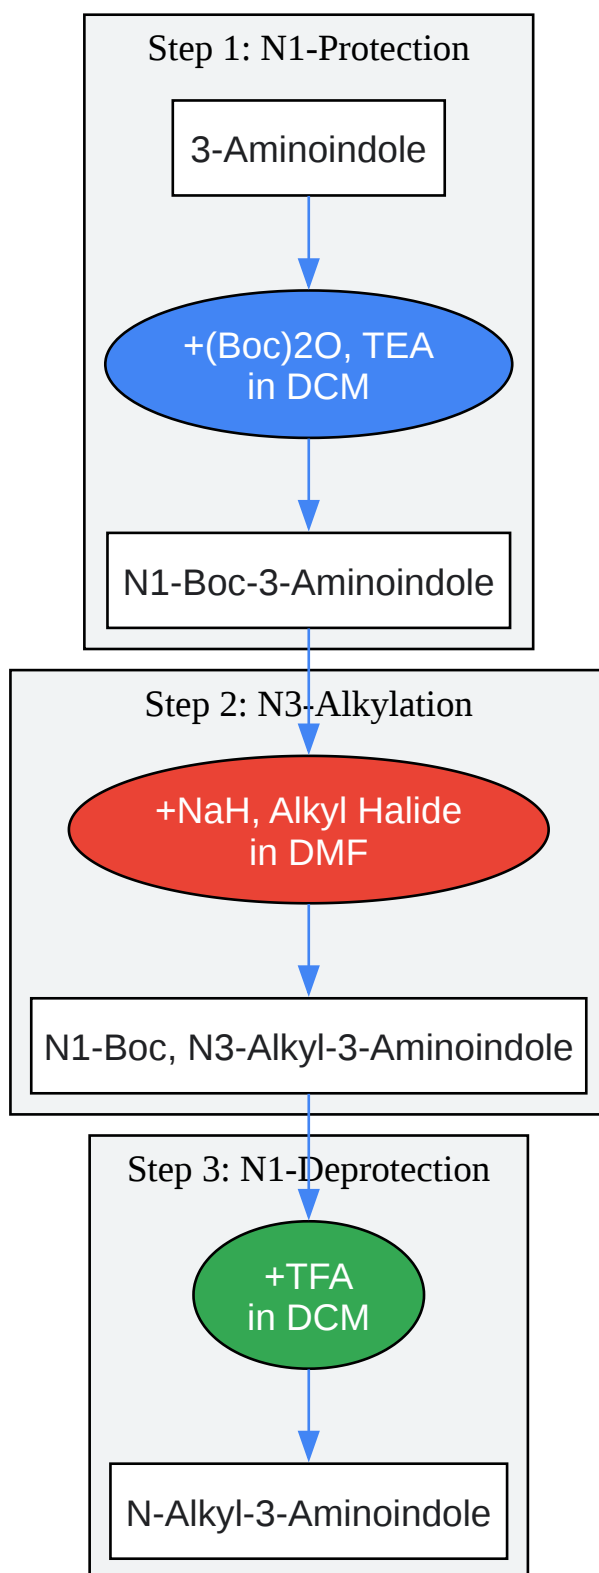 Step 1: N1-Protection
3-Aminoindole
+(Boc)2O, TEA
in DCM
N1-Boc-3-Aminoindole
Step 2: N3-Alkylation
+NaH, Alkyl Halide
in DMF
N1-Boc, N3-Alkyl-3-Aminoindole
Step 3: N1-Deprotection
+TFA
in DCM
N-Alkyl-3-Aminoindole